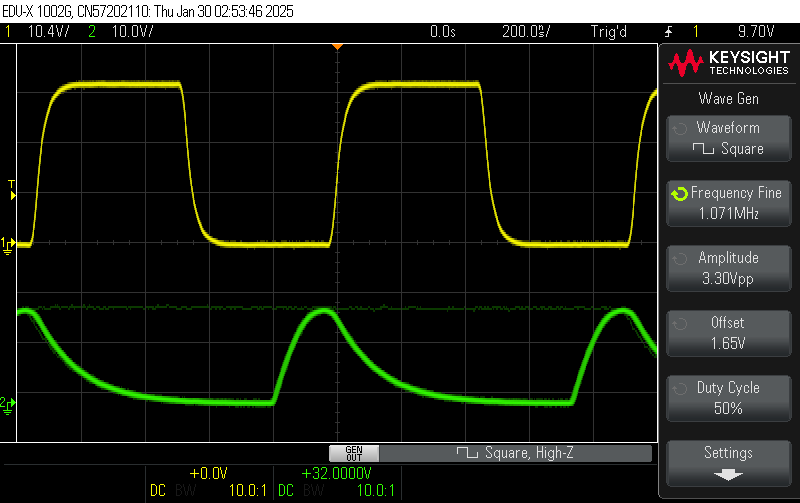 EDU-X 1002G, CN57202110: Thu Jan 30 02:53:46 2025
1 10.4V/ 2 10.0V/ 0.0s 200.0s/ Trig'd 1 9.70V
KEYSIGHT
TECHNOLOGIES
Wave Gen
Waveform
Square
Frequency Fine
1.071MHz
Amplitude
3.30Vpp
Offset
1.65V
Duty Cycle
50%
Settings
T
1
2
GEN
OUT
Square, High-Z
+0.0V +32.0000V
DC BW 10.0:1 DC BW 10.0:1